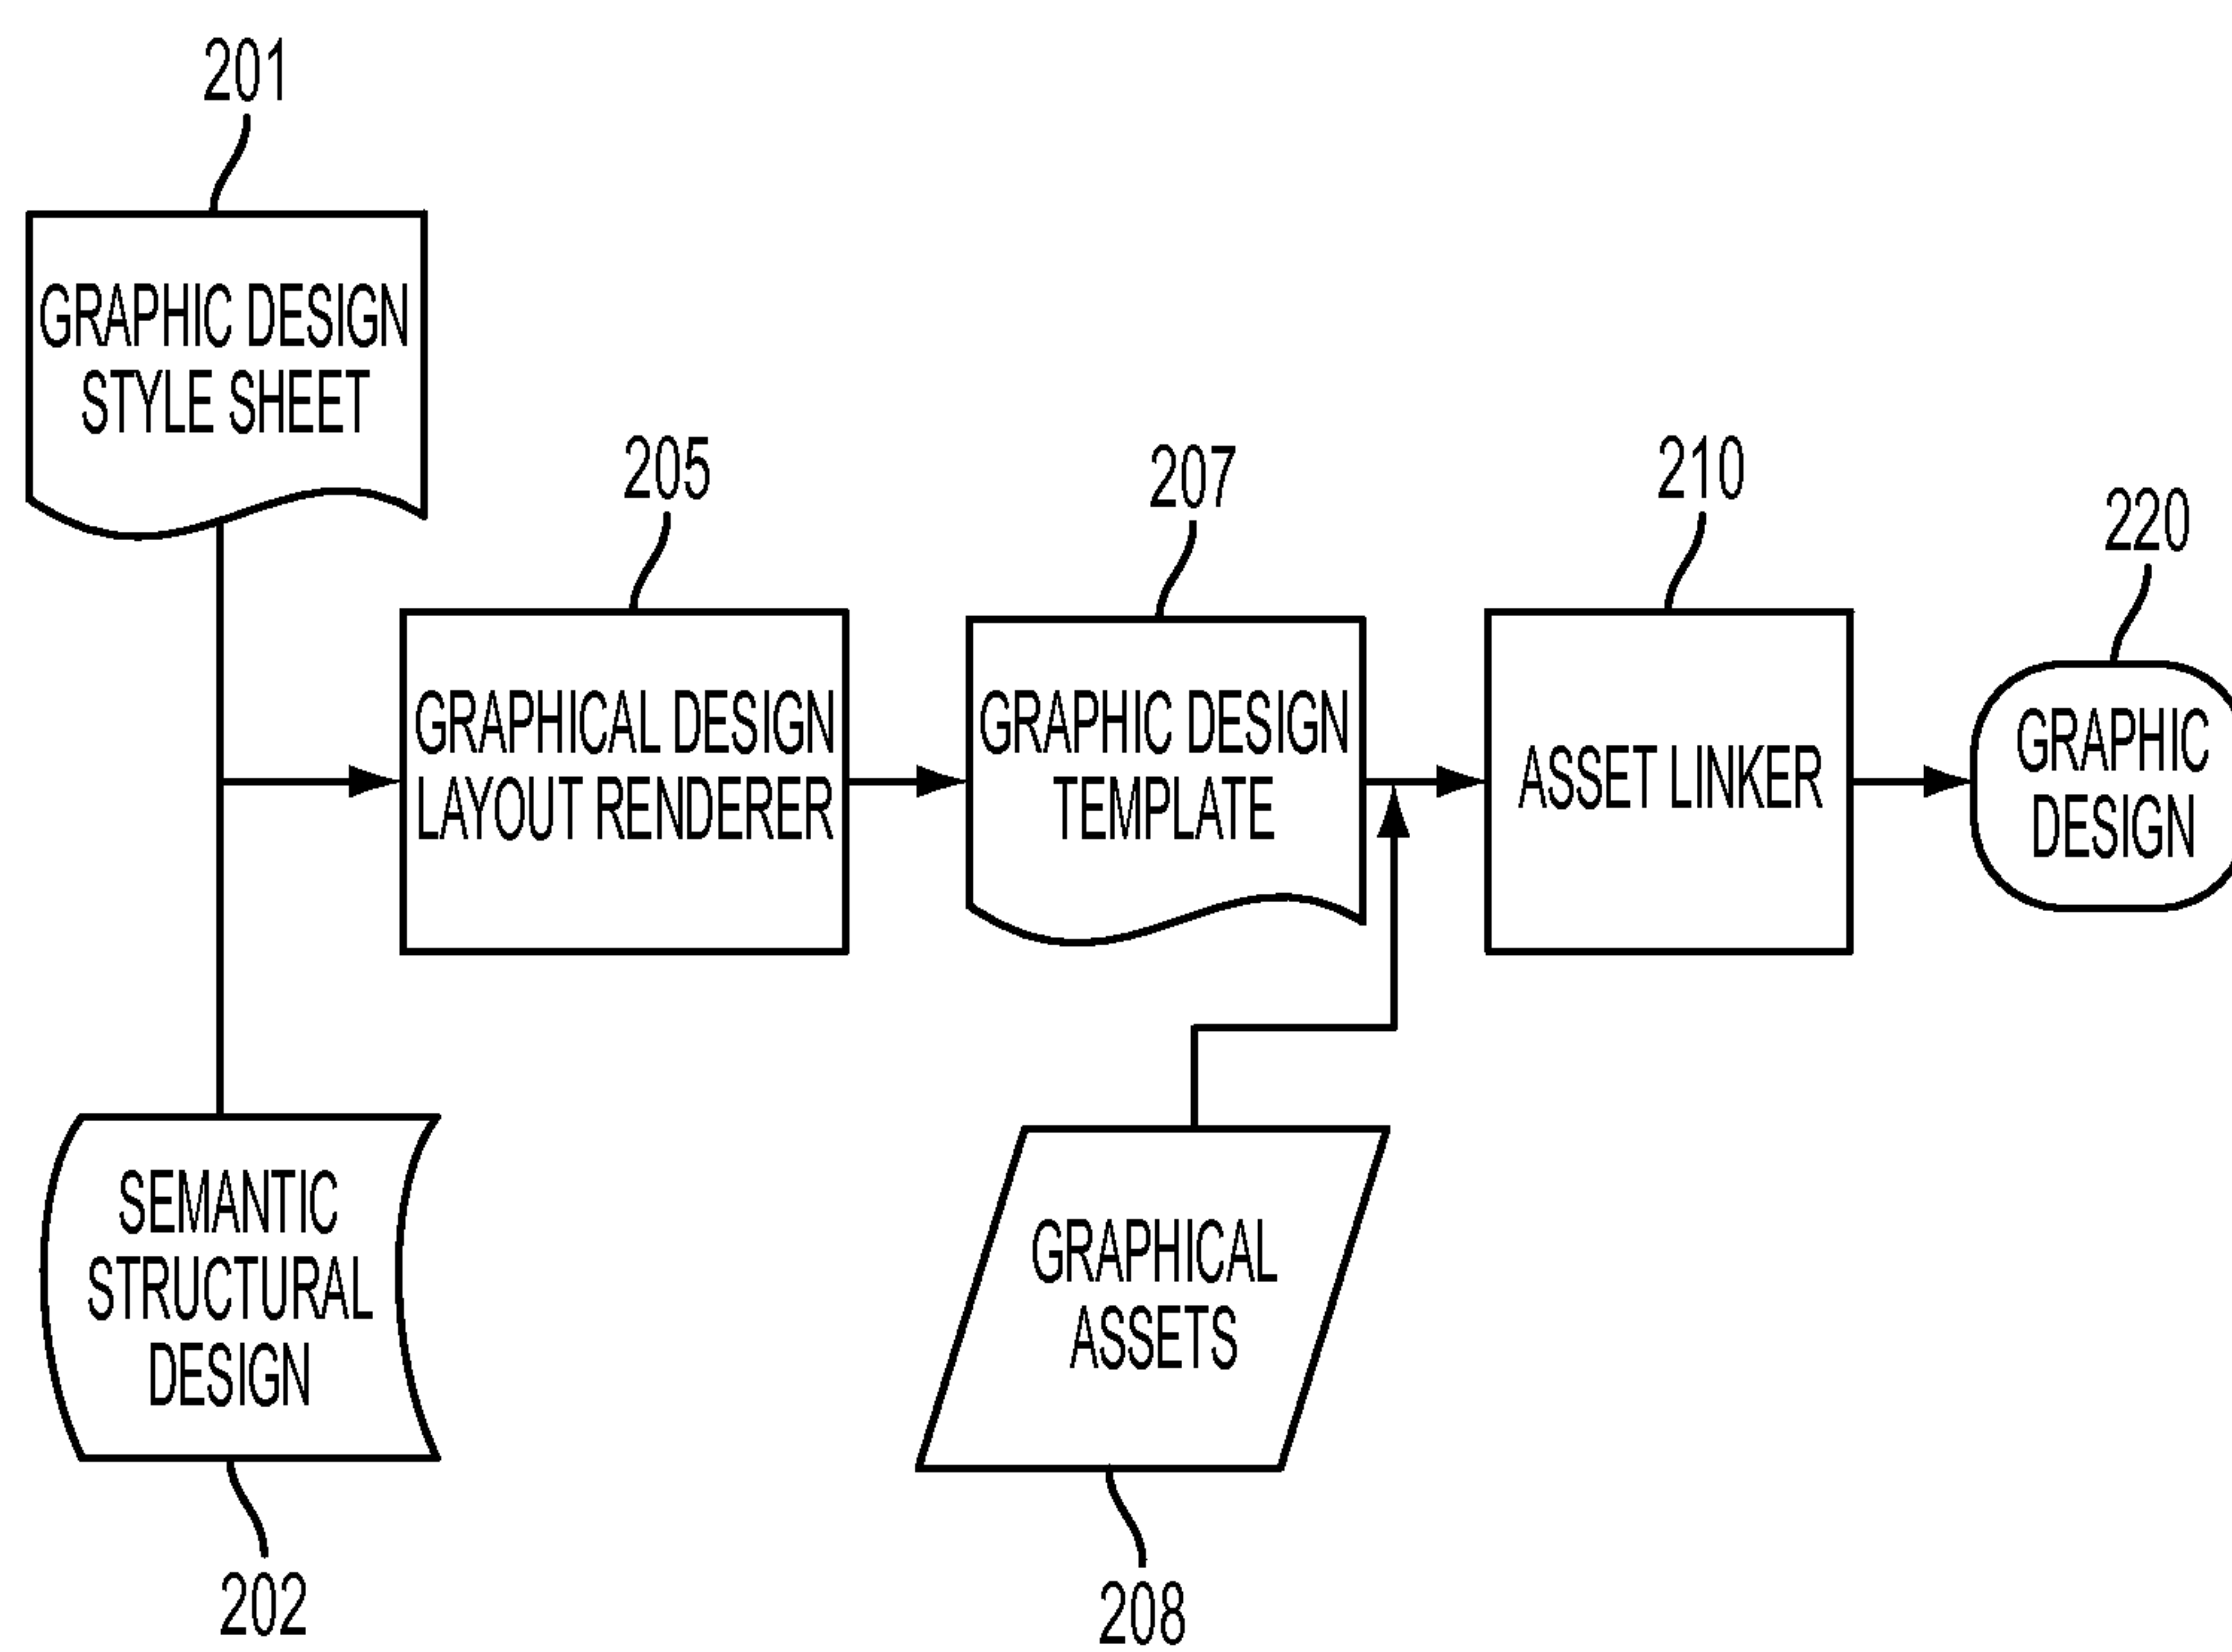 201
GRAPHIC DESIGN
STYLE SHEET
205
GRAPHICAL DESIGN
LAYOUT RENDERER
207
GRAPHIC DESIGN
TEMPLATE
210
ASSET LINKER
220
GRAPHIC
DESIGN
SEMANTIC
STRUCTURAL
DESIGN
202
GRAPHICAL
ASSETS
208